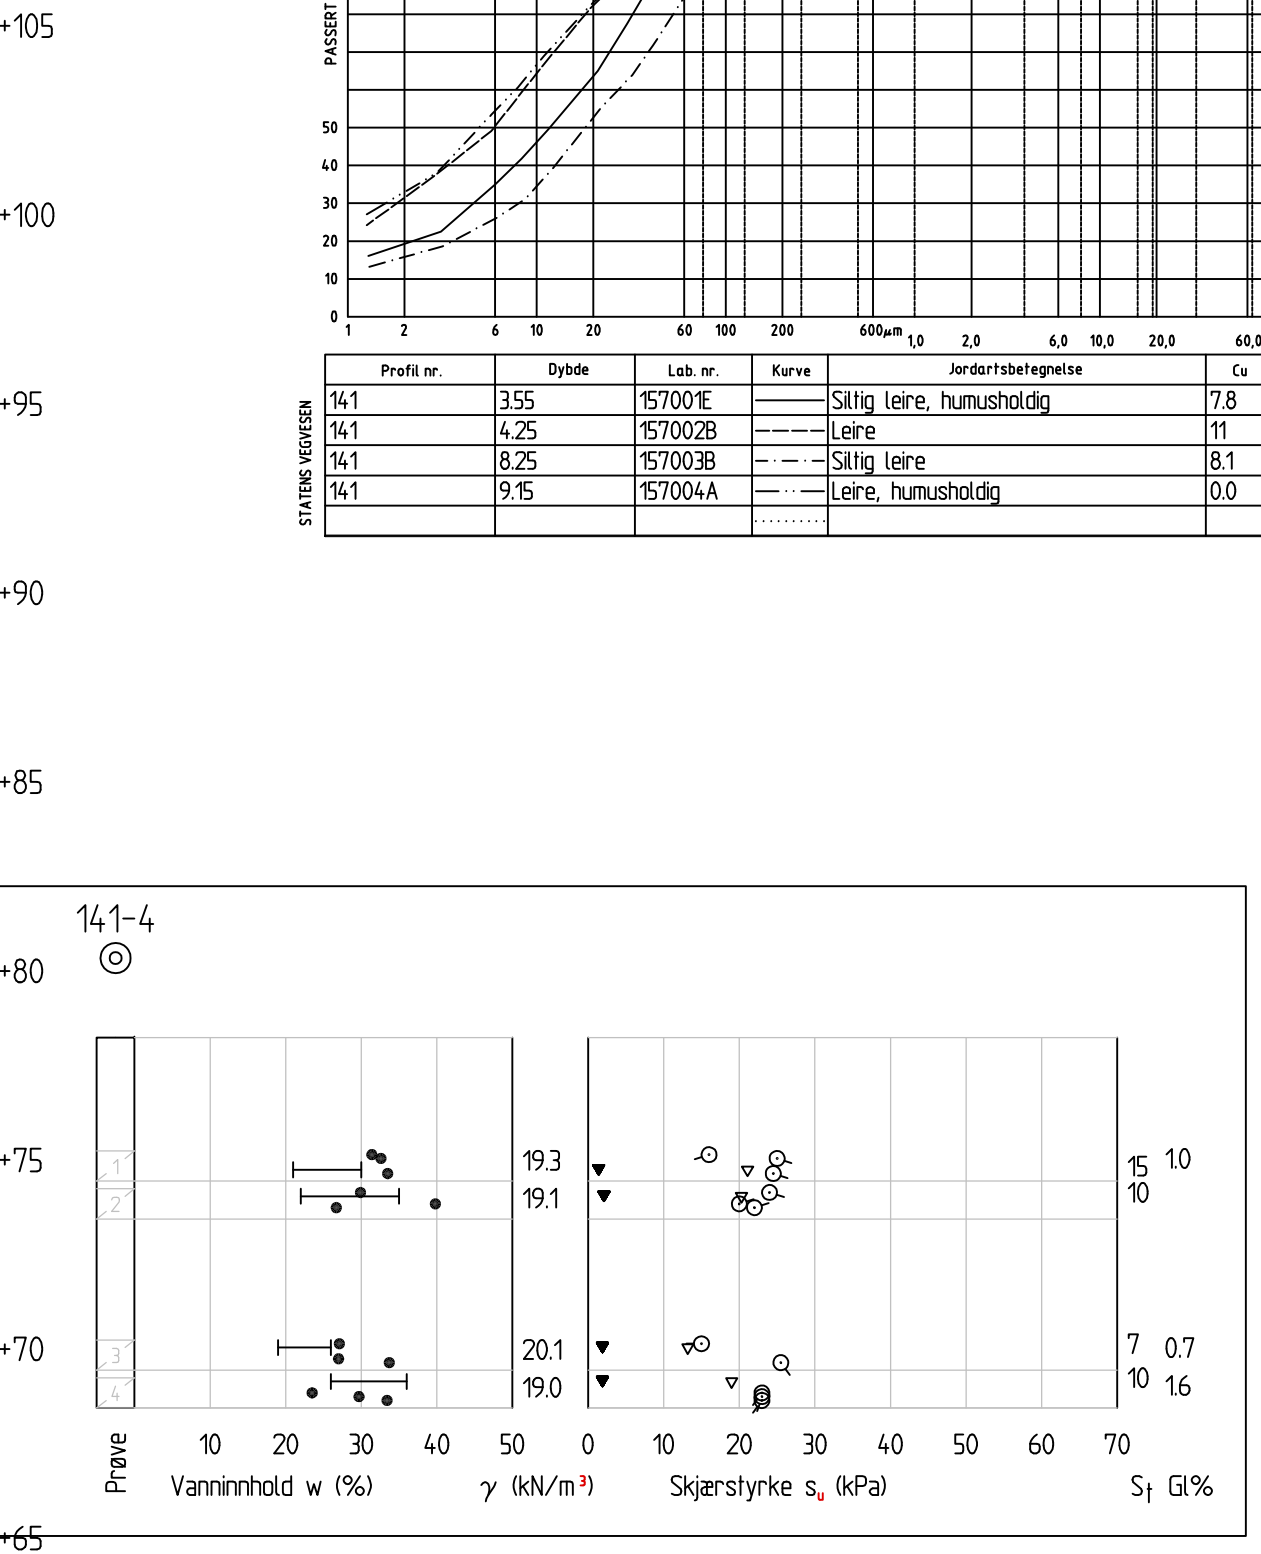 +105
PASSERT
50
40
+100
30
20
10
0
1 2 6 10 20 60 100 200 600μm 1,0 2,0 6,0 10,0 20,0 60,0
STATENS VEGVESEN
Profil nr. Dybde Lab. nr. Kurve Jordartsbetegnelse Cu
+95
141 3.55 157001E Siltig leire, humusholdig 7.8
141 4.25 157002B Leire 11
141 8.25 157003B Siltig leire 8.1
141 9.15 157004A Leire, humusholdig 0.0
+90
+85
141-4
+80
+75 1 19.3 15 1.0
2 19.1 10
+70 3 20.1 7 0.7
4 19.0 10 1.6
Prøve 10 20 30 40 50 0 10 20 30 40 50 60 70
Vanninnhold w (%) γ (kN/m³) Skjærstyrke su (kPa) St Gl%
+65